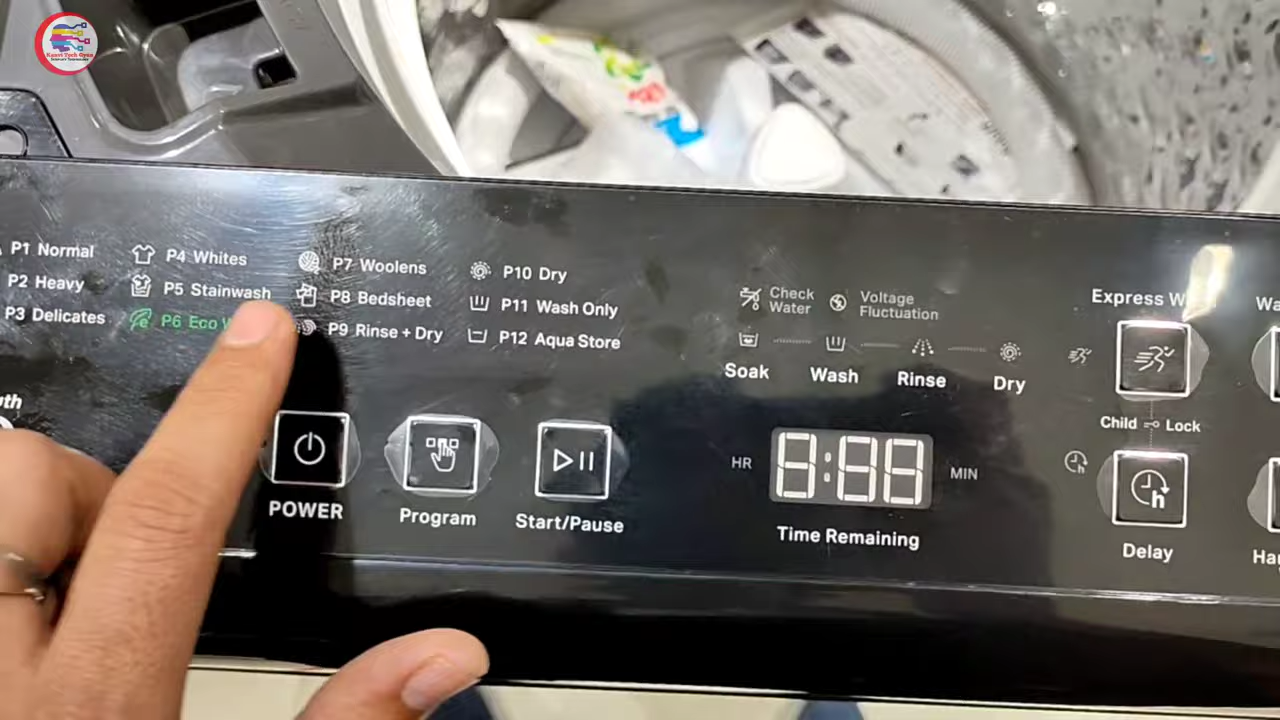 P1 Normal
P2 Heavy
P3 Delicates
P4 Whites
P5 Stainwash
P6 Eco W
P7 Woolens
P8 Bedsheet
P9 Rinse + Dry
P10 Dry
P11 Wash Only
P12 Aqua Store
Check
Water
Voltage
Fluctuation
Soak
Wash
Rinse
Dry
Express W
Child Lock
POWER
Program
Start/Pause
HR
8:88
MIN
Time Remaining
h
Delay
Wa
Har